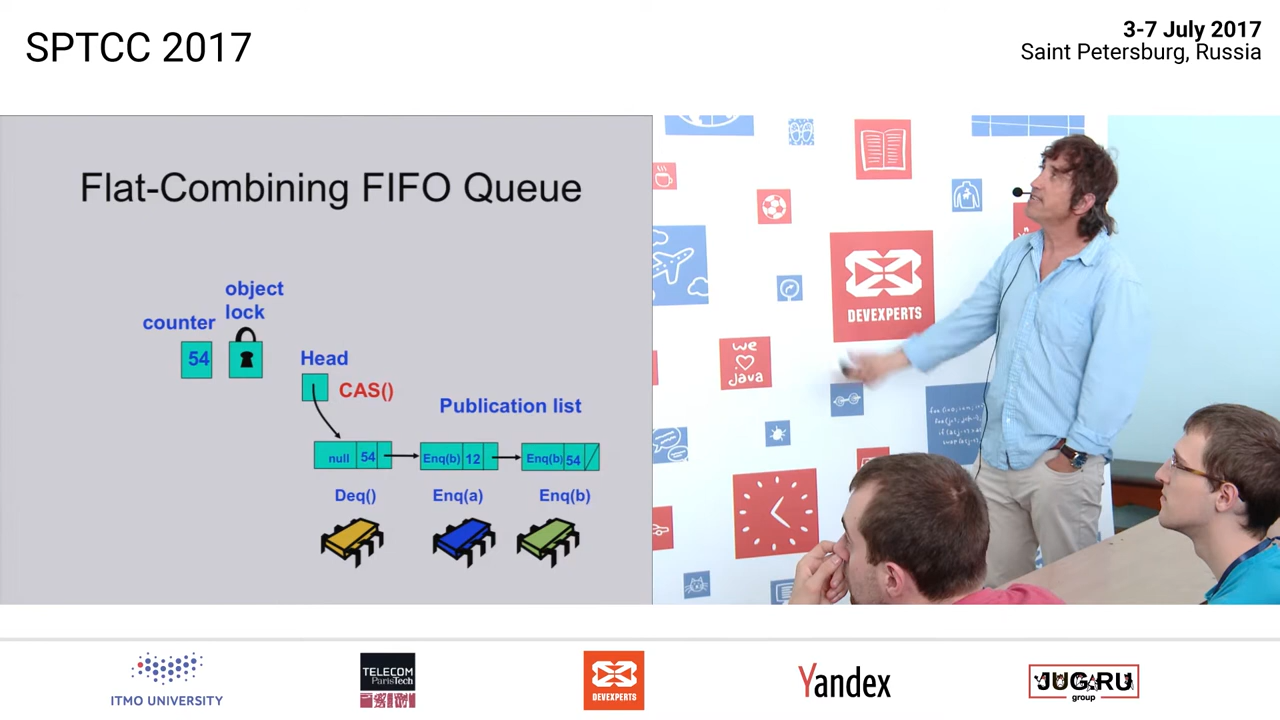 SPTCC 2017
3-7 July 2017
Saint Petersburg, Russia
Flat-Combining FIFO Queue
object
lock
counter
54
Head
CAS()
Publication list
null 54
Enq(b) 12
Enq(b) 54
Deq()
Enq(a)
Enq(b)
DEVEXPERTS
we
java
ITMO UNIVERSITY
TELECOM
ParisTech
DEVEXPERTS
Yandex
JUG.RU
group